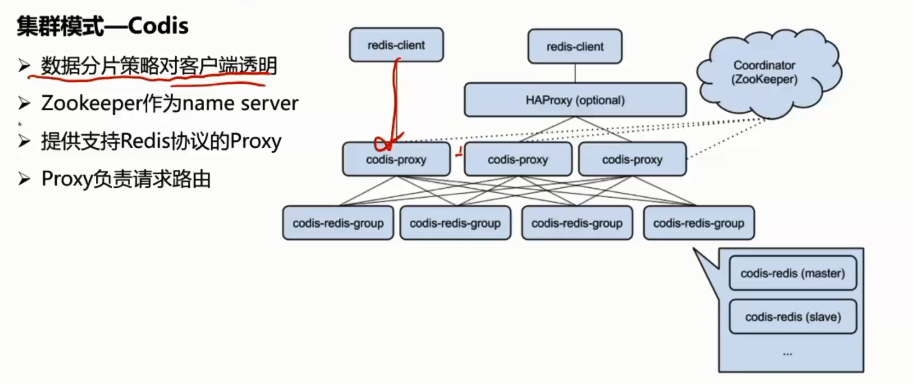 集群模式—Codis
数据分片策略对客户端透明
Zookeeper作为name server
提供支持Redis协议的Proxy
Proxy负责请求路由
redis-client
redis-client
Coordinator
(ZooKeeper)
HAProxy (optional)
codis-proxy
codis-proxy
codis-proxy
codis-redis-group
codis-redis-group
codis-redis-group
codis-redis-group
codis-redis (master)
codis-redis (slave)
...